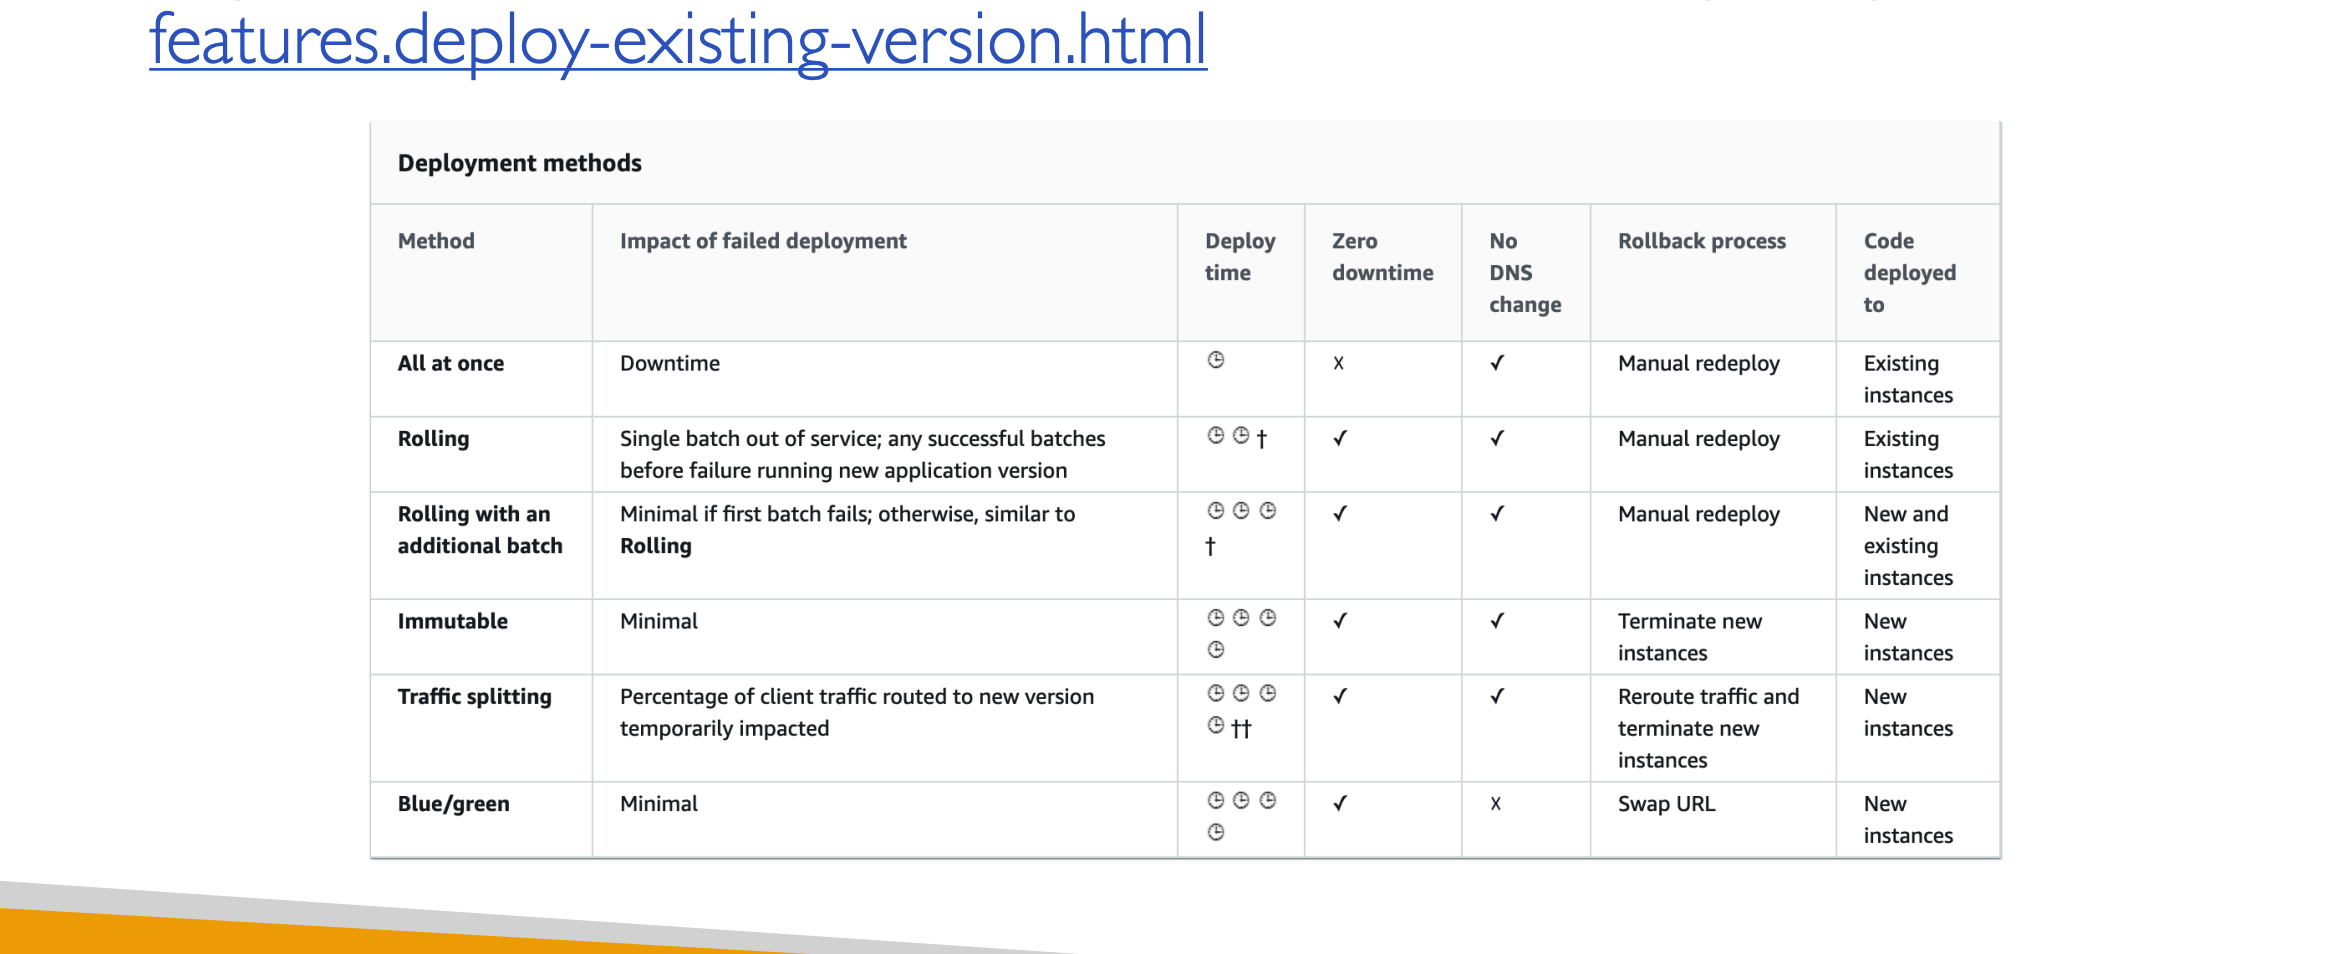 features.deploy-existing-version.html
Deployment methods
Method
Impact of failed deployment
Deploy
time
Zero
downtime
No
DNS
change
Rollback process
Code
deployed
to
All at once
Downtime
x
✓
Manual redeploy
Existing
instances
Rolling
Single batch out of service; any successful batches
before failure running new application version
†
✓
✓
Manual redeploy
Existing
instances
Rolling with an
additional batch
Minimal if first batch fails; otherwise, similar to
Rolling
†
✓
✓
Manual redeploy
New and
existing
instances
Immutable
Minimal
✓
✓
Terminate new
instances
New
instances
Traffic splitting
Percentage of client traffic routed to new version
temporarily impacted
††
✓
✓
Reroute traffic and
terminate new
instances
New
instances
Blue/green
Minimal
✓
x
Swap URL
New
instances